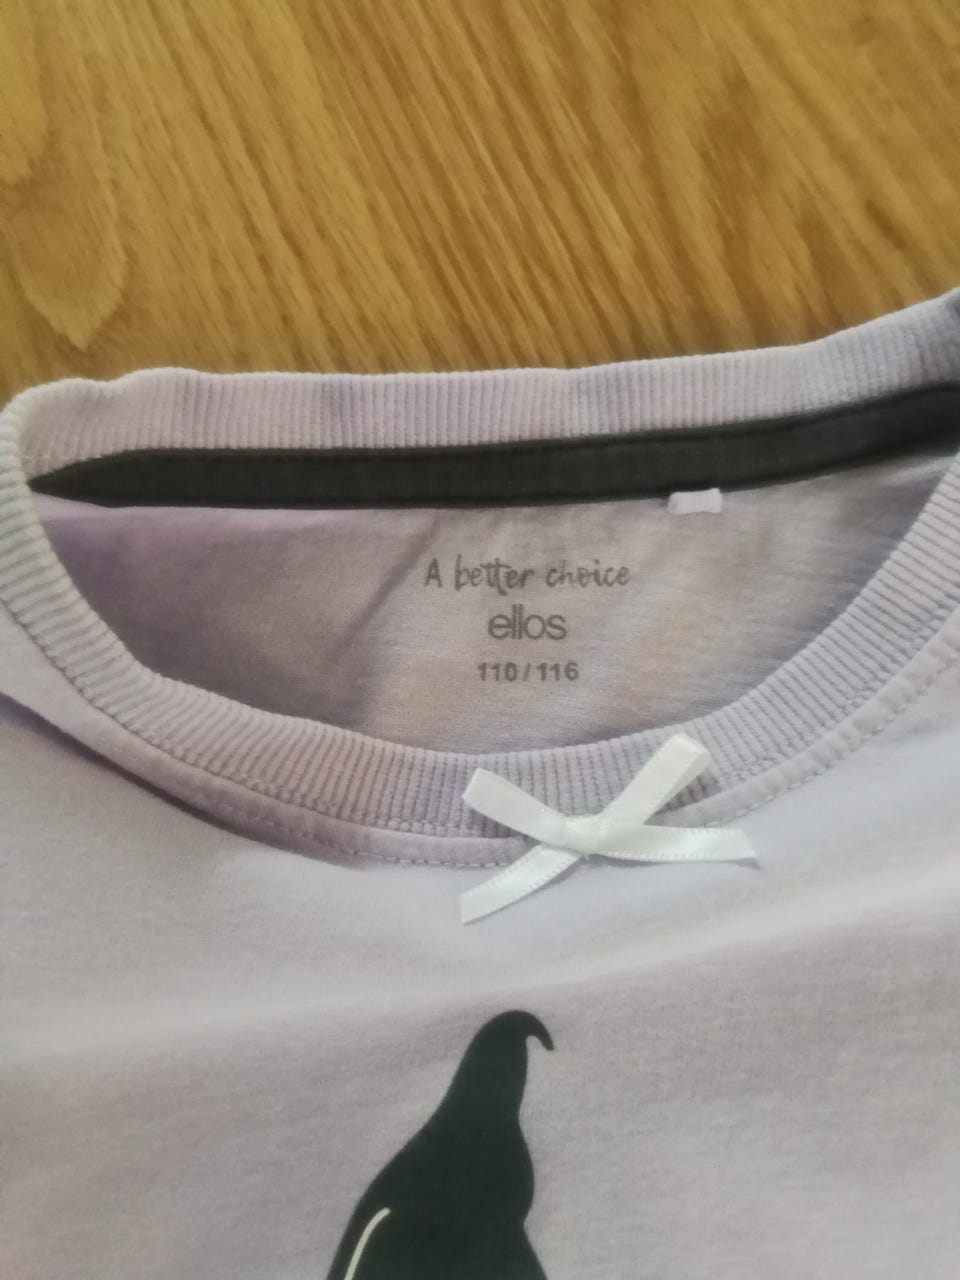 A better choice
ellos
110/116